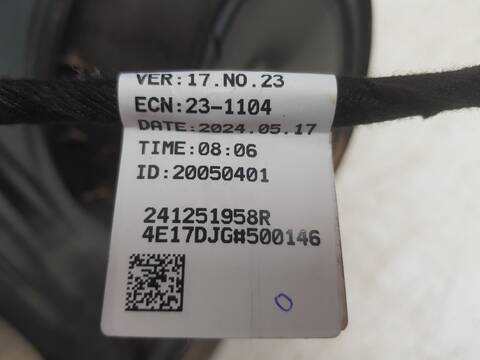 VER:17.NO.23
ECN:23-1104
DATE:2024.05.17
TIME:08:06
ID:20050401
241251958R
4E17DJG#500146
0